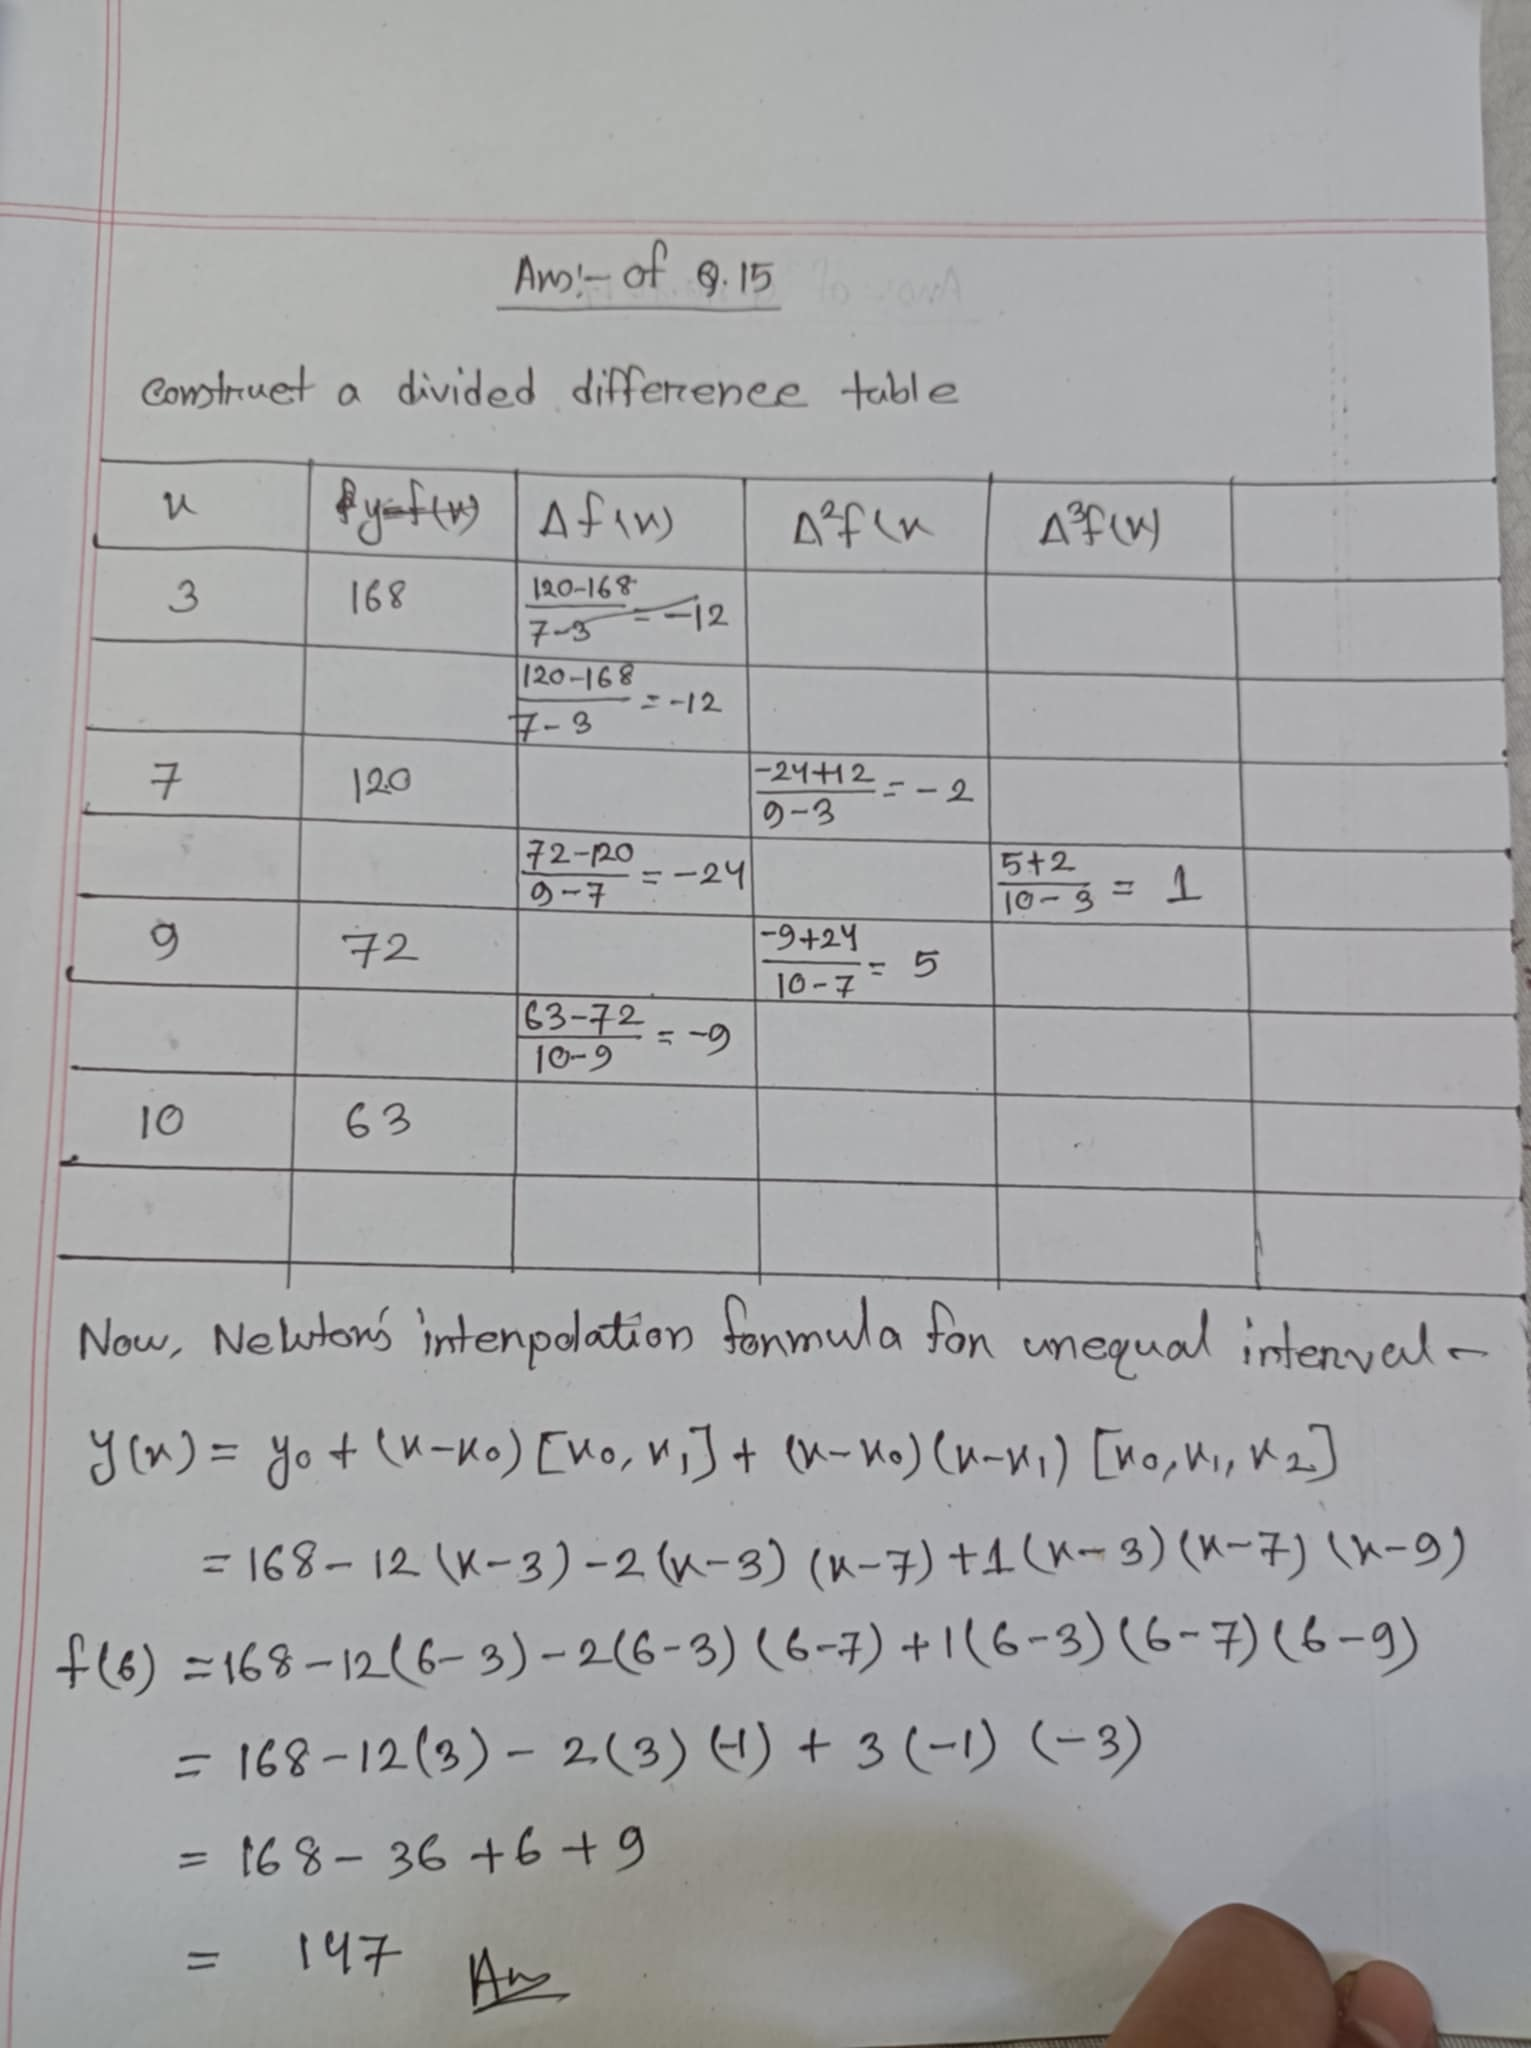 Ans:- of Q.15
Construct a divided difference table
x y=f(x) Δf(x) Δ²f(x Δ³f(x)
3 168 120-168/7-3 = -12
120-168/7-3 = -12
7 120 -24+12/9-3 = -2
72-120/9-7 = -24 5+2/10-3 = 1
9 72 -9+24/10-7 = 5
63-72/10-9 = -9
10 63
Now, Newton's interpolation formula for unequal interval -
y(x) = y₀ + (x-x₀) [x₀, x₁] + (x-x₀) (x-x₁) [x₀, x₁, x₂]
= 168 - 12 (x-3) - 2 (x-3) (x-7) + 1 (x-3) (x-7) (x-9)
f(6) = 168 - 12(6-3) - 2(6-3) (6-7) + 1(6-3) (6-7) (6-9)
= 168 - 12(3) - 2(3) (-1) + 3 (-1) (-3)
= 168 - 36 + 6 + 9
= 147 Ans